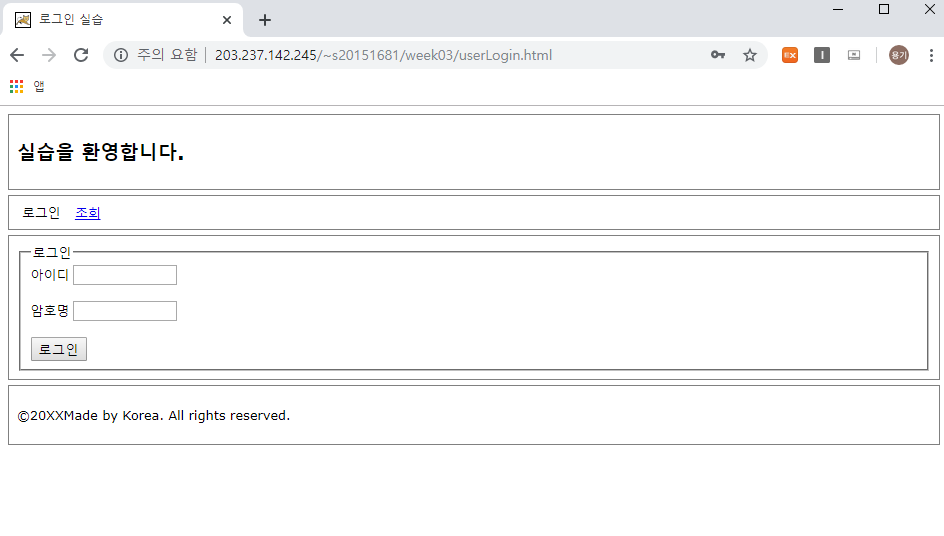 로그인 실습
주의 요함 203.237.142.245/~s20151681/week03/userLogin.html
용기
앱
실습을 환영합니다.
로그인 조회
로그인
아이디
암호명
로그인
©20XXMade by Korea. All rights reserved.